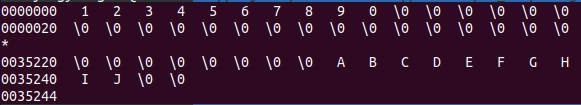 0000000 1 2 3 4 5 6 7 8 9 0 \0 \0 \0 \0 \0 \0
0000020 \0 \0 \0 \0 \0 \0 \0 \0 \0 \0 \0 \0 \0 \0 \0 \0
*
0035220 \0 \0 \0 \0 \0 \0 \0 \0 A B C D E F G H
0035240 I J \0 \0
0035244